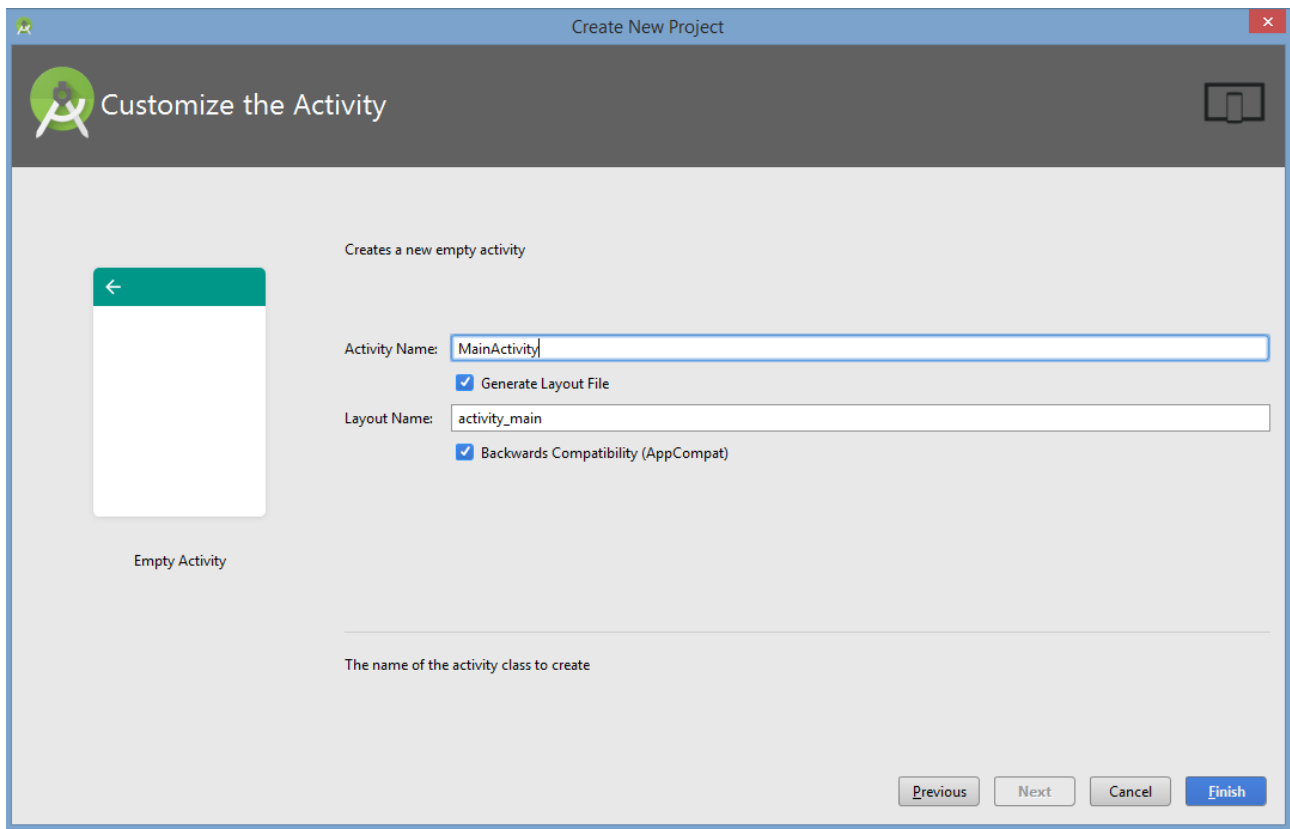 Create New Project
Customize the Activity
Creates a new empty activity
Activity Name: MainActivity
Generate Layout File
Layout Name: activity_main
Backwards Compatibility (AppCompat)
Empty Activity
The name of the activity class to create
Previous Next Cancel Finish